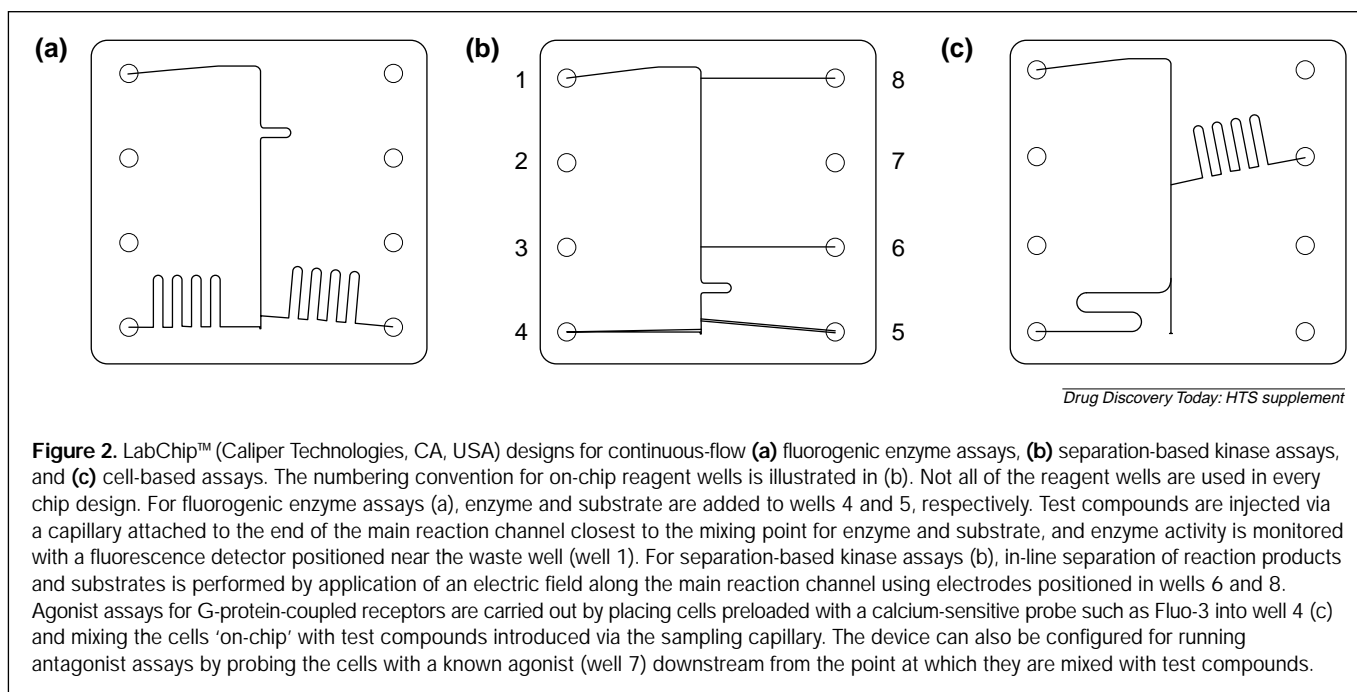 (a)
(b)
(c)
1
8
2
7
3
6
4
5
Drug Discovery Today: HTS supplement
Figure 2. LabChip™ (Caliper Technologies, CA, USA) designs for continuous-flow (a) fluorogenic enzyme assays, (b) separation-based kinase assays,
and (c) cell-based assays. The numbering convention for on-chip reagent wells is illustrated in (b). Not all of the reagent wells are used in every
chip design. For fluorogenic enzyme assays (a), enzyme and substrate are added to wells 4 and 5, respectively. Test compounds are injected via
a capillary attached to the end of the main reaction channel closest to the mixing point for enzyme and substrate, and enzyme activity is monitored
with a fluorescence detector positioned near the waste well (well 1). For separation-based kinase assays (b), in-line separation of reaction products
and substrates is performed by application of an electric field along the main reaction channel using electrodes positioned in wells 6 and 8.
Agonist assays for G-protein-coupled receptors are carried out by placing cells preloaded with a calcium-sensitive probe such as Fluo-3 into well 4 (c)
and mixing the cells ‘on-chip’ with test compounds introduced via the sampling capillary. The device can also be configured for running
antagonist assays by probing the cells with a known agonist (well 7) downstream from the point at which they are mixed with test compounds.